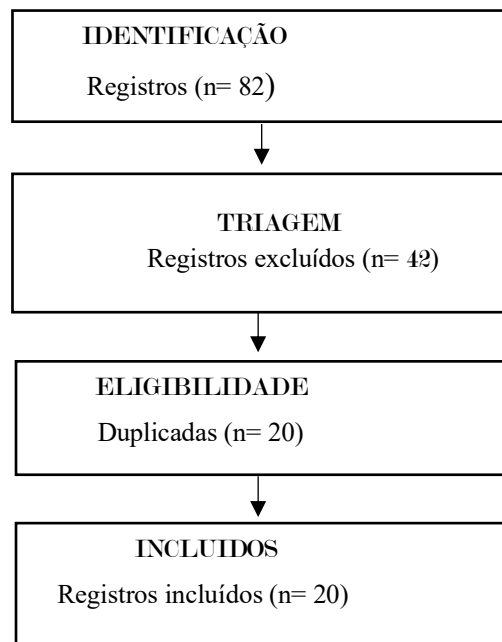 IDENTIFICAÇÃO
Registros (n= 82)
TRIAGEM
Registros excluídos (n= 42)
ELIGIBILIDADE
Duplicadas (n= 20)
INCLUIDOS
Registros incluídos (n= 20)